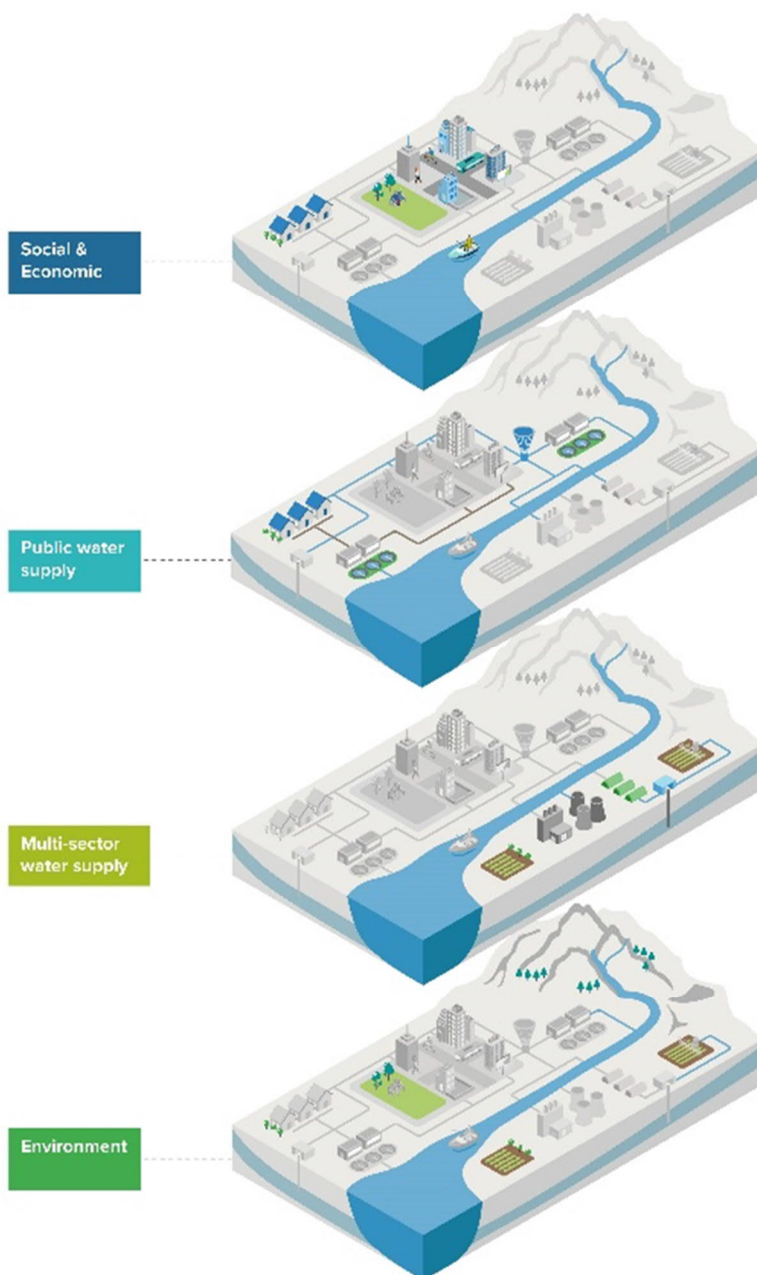 Social &
Economic
Public water
supply
Multi-sector
water supply
Environment